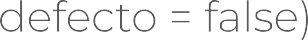 defecto = false)